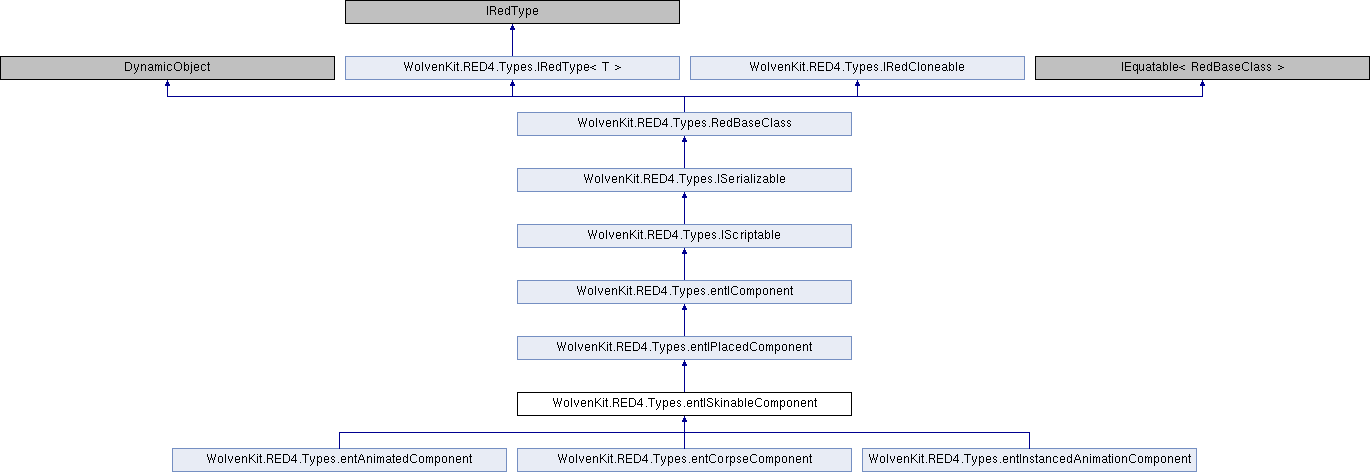 IRedType
DynamicObject
WolvenKit.RED4.Types.IRedType< T >
WolvenKit.RED4.Types.IRedCloneable
IEquatable< RedBaseClass >
WolvenKit.RED4.Types.RedBaseClass
WolvenKit.RED4.Types.ISerializable
WolvenKit.RED4.Types.IScriptable
WolvenKit.RED4.Types.entIComponent
WolvenKit.RED4.Types.entIPlacedComponent
WolvenKit.RED4.Types.entISkinableComponent
WolvenKit.RED4.Types.entAnimatedComponent
WolvenKit.RED4.Types.entCorpseComponent
WolvenKit.RED4.Types.entInstancedAnimationComponent